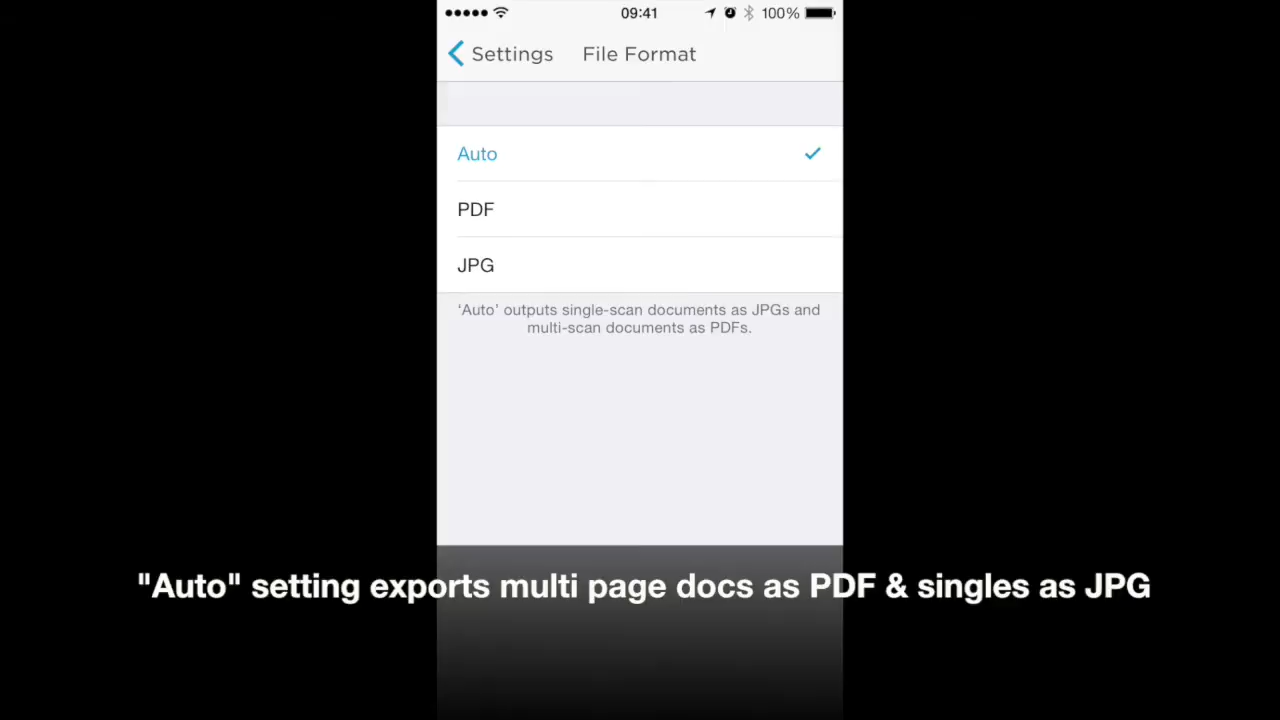 09:41 100%
Settings File Format
Auto
PDF
JPG
‘Auto’ outputs single-scan documents as JPGs and
multi-scan documents as PDFs.
"Auto" setting exports multi page docs as PDF & singles as JPG